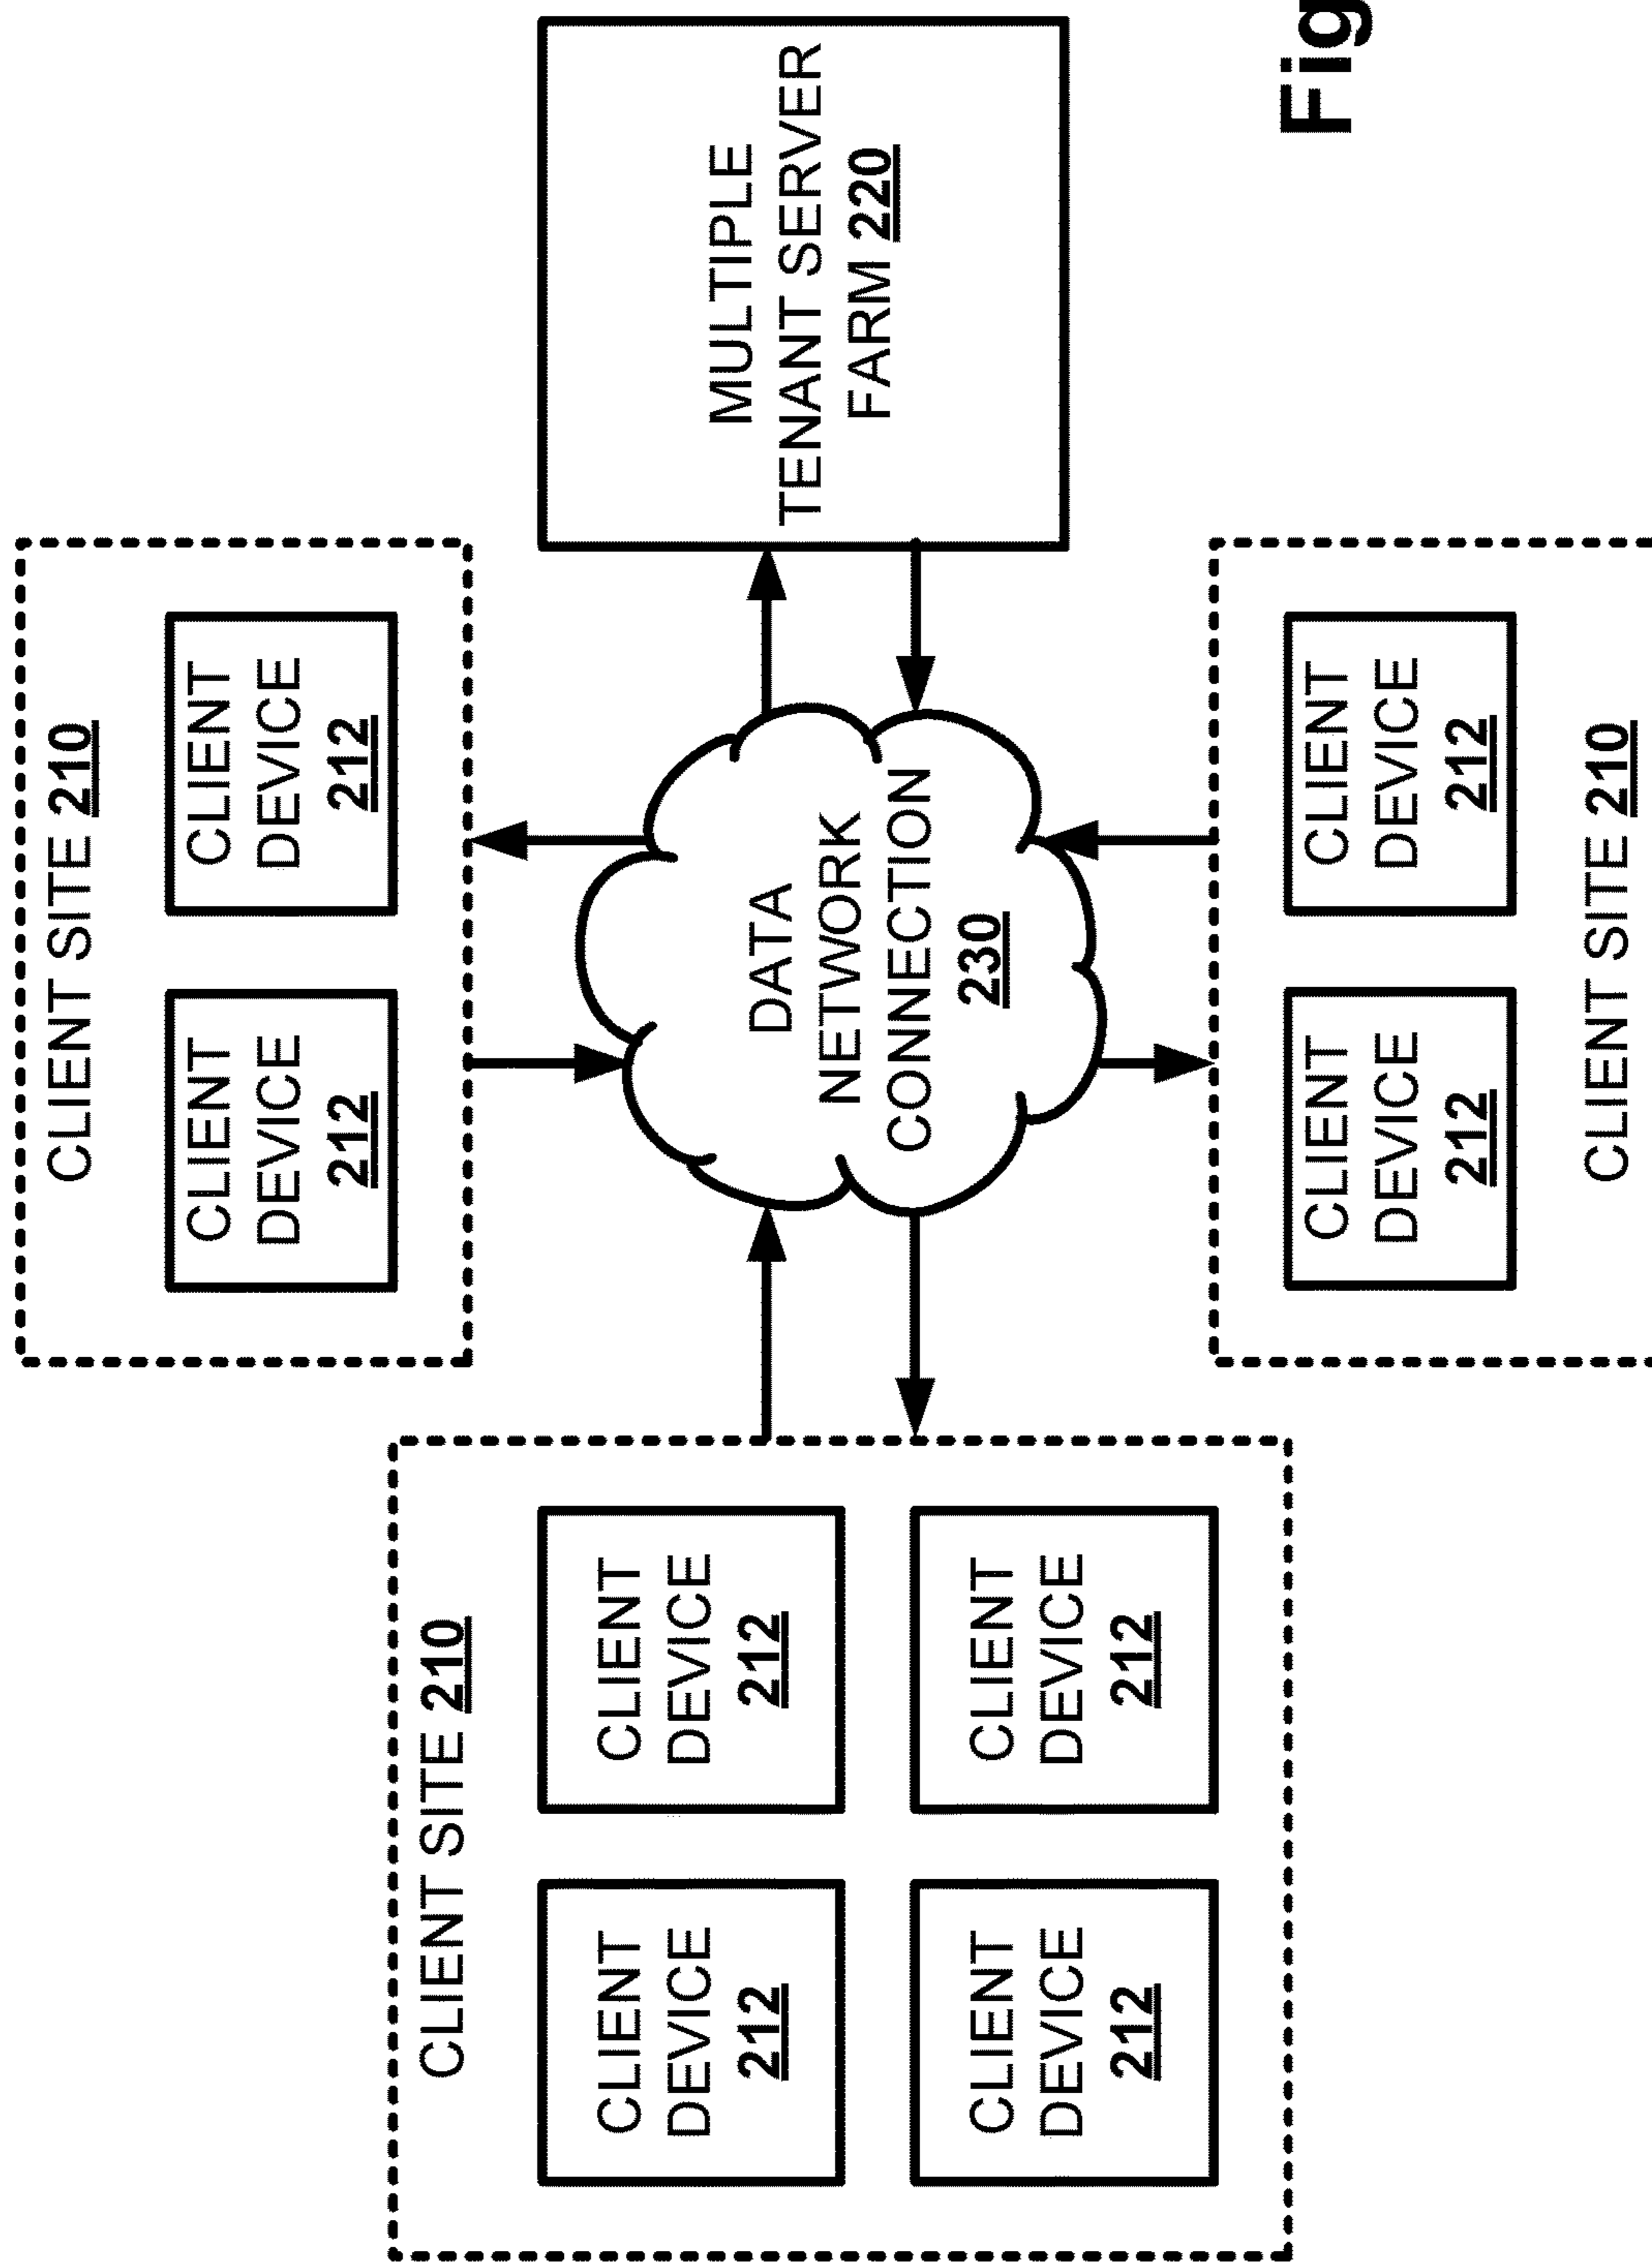 CLIENT SITE 210
CLIENT
DEVICE
212
CLIENT
DEVICE
212
CLIENT SITE 210
CLIENT
DEVICE
212
CLIENT
DEVICE
212
CLIENT
DEVICE
212
CLIENT
DEVICE
212
DATA
NETWORK
CONNECTION
230
MULTIPLE
TENANT SERVER
FARM 220
CLIENT
DEVICE
212
CLIENT
DEVICE
212
CLIENT SITE 210
Fig